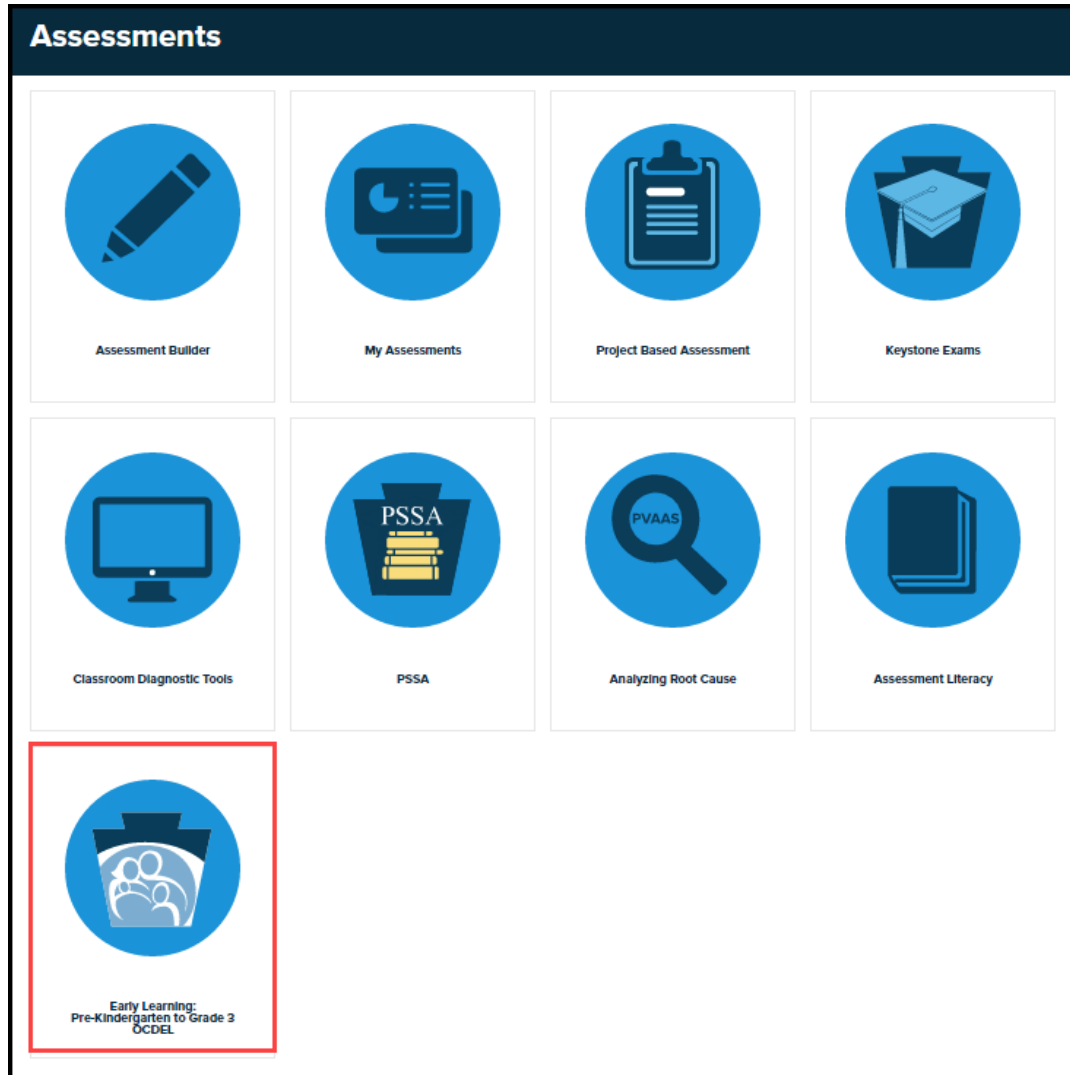 Assessments
Assessment Builder
My Assessments
Project Based Assessment
Keystone Exams
PSSA
PVAAS
Classroom Diagnostic Tools
PSSA
Analyzing Root Cause
Assessment Literacy
Early Learning:
Pre-Kindergarten to Grade 3
OCDEL